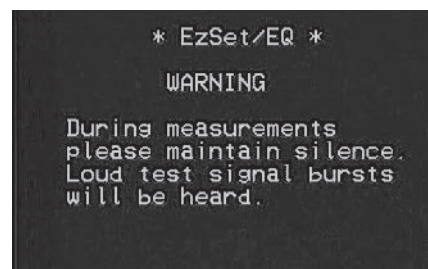 * EzSet/EQ *
WARNING
During measurements
please maintain silence.
Loud test signal bursts
will be heard.